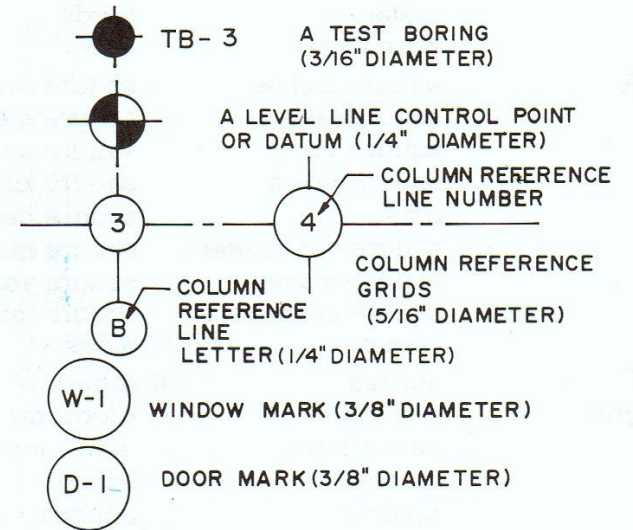 TB-3 A TEST BORING
(3/16" DIAMETER)
A LEVEL LINE CONTROL POINT
OR DATUM (1/4" DIAMETER)
COLUMN REFERENCE
LINE NUMBER
3
4
COLUMN REFERENCE
GRIDS
(5/16" DIAMETER)
B
COLUMN
REFERENCE
LINE
LETTER (1/4" DIAMETER)
W-1 WINDOW MARK (3/8" DIAMETER)
D-1 DOOR MARK (3/8" DIAMETER)